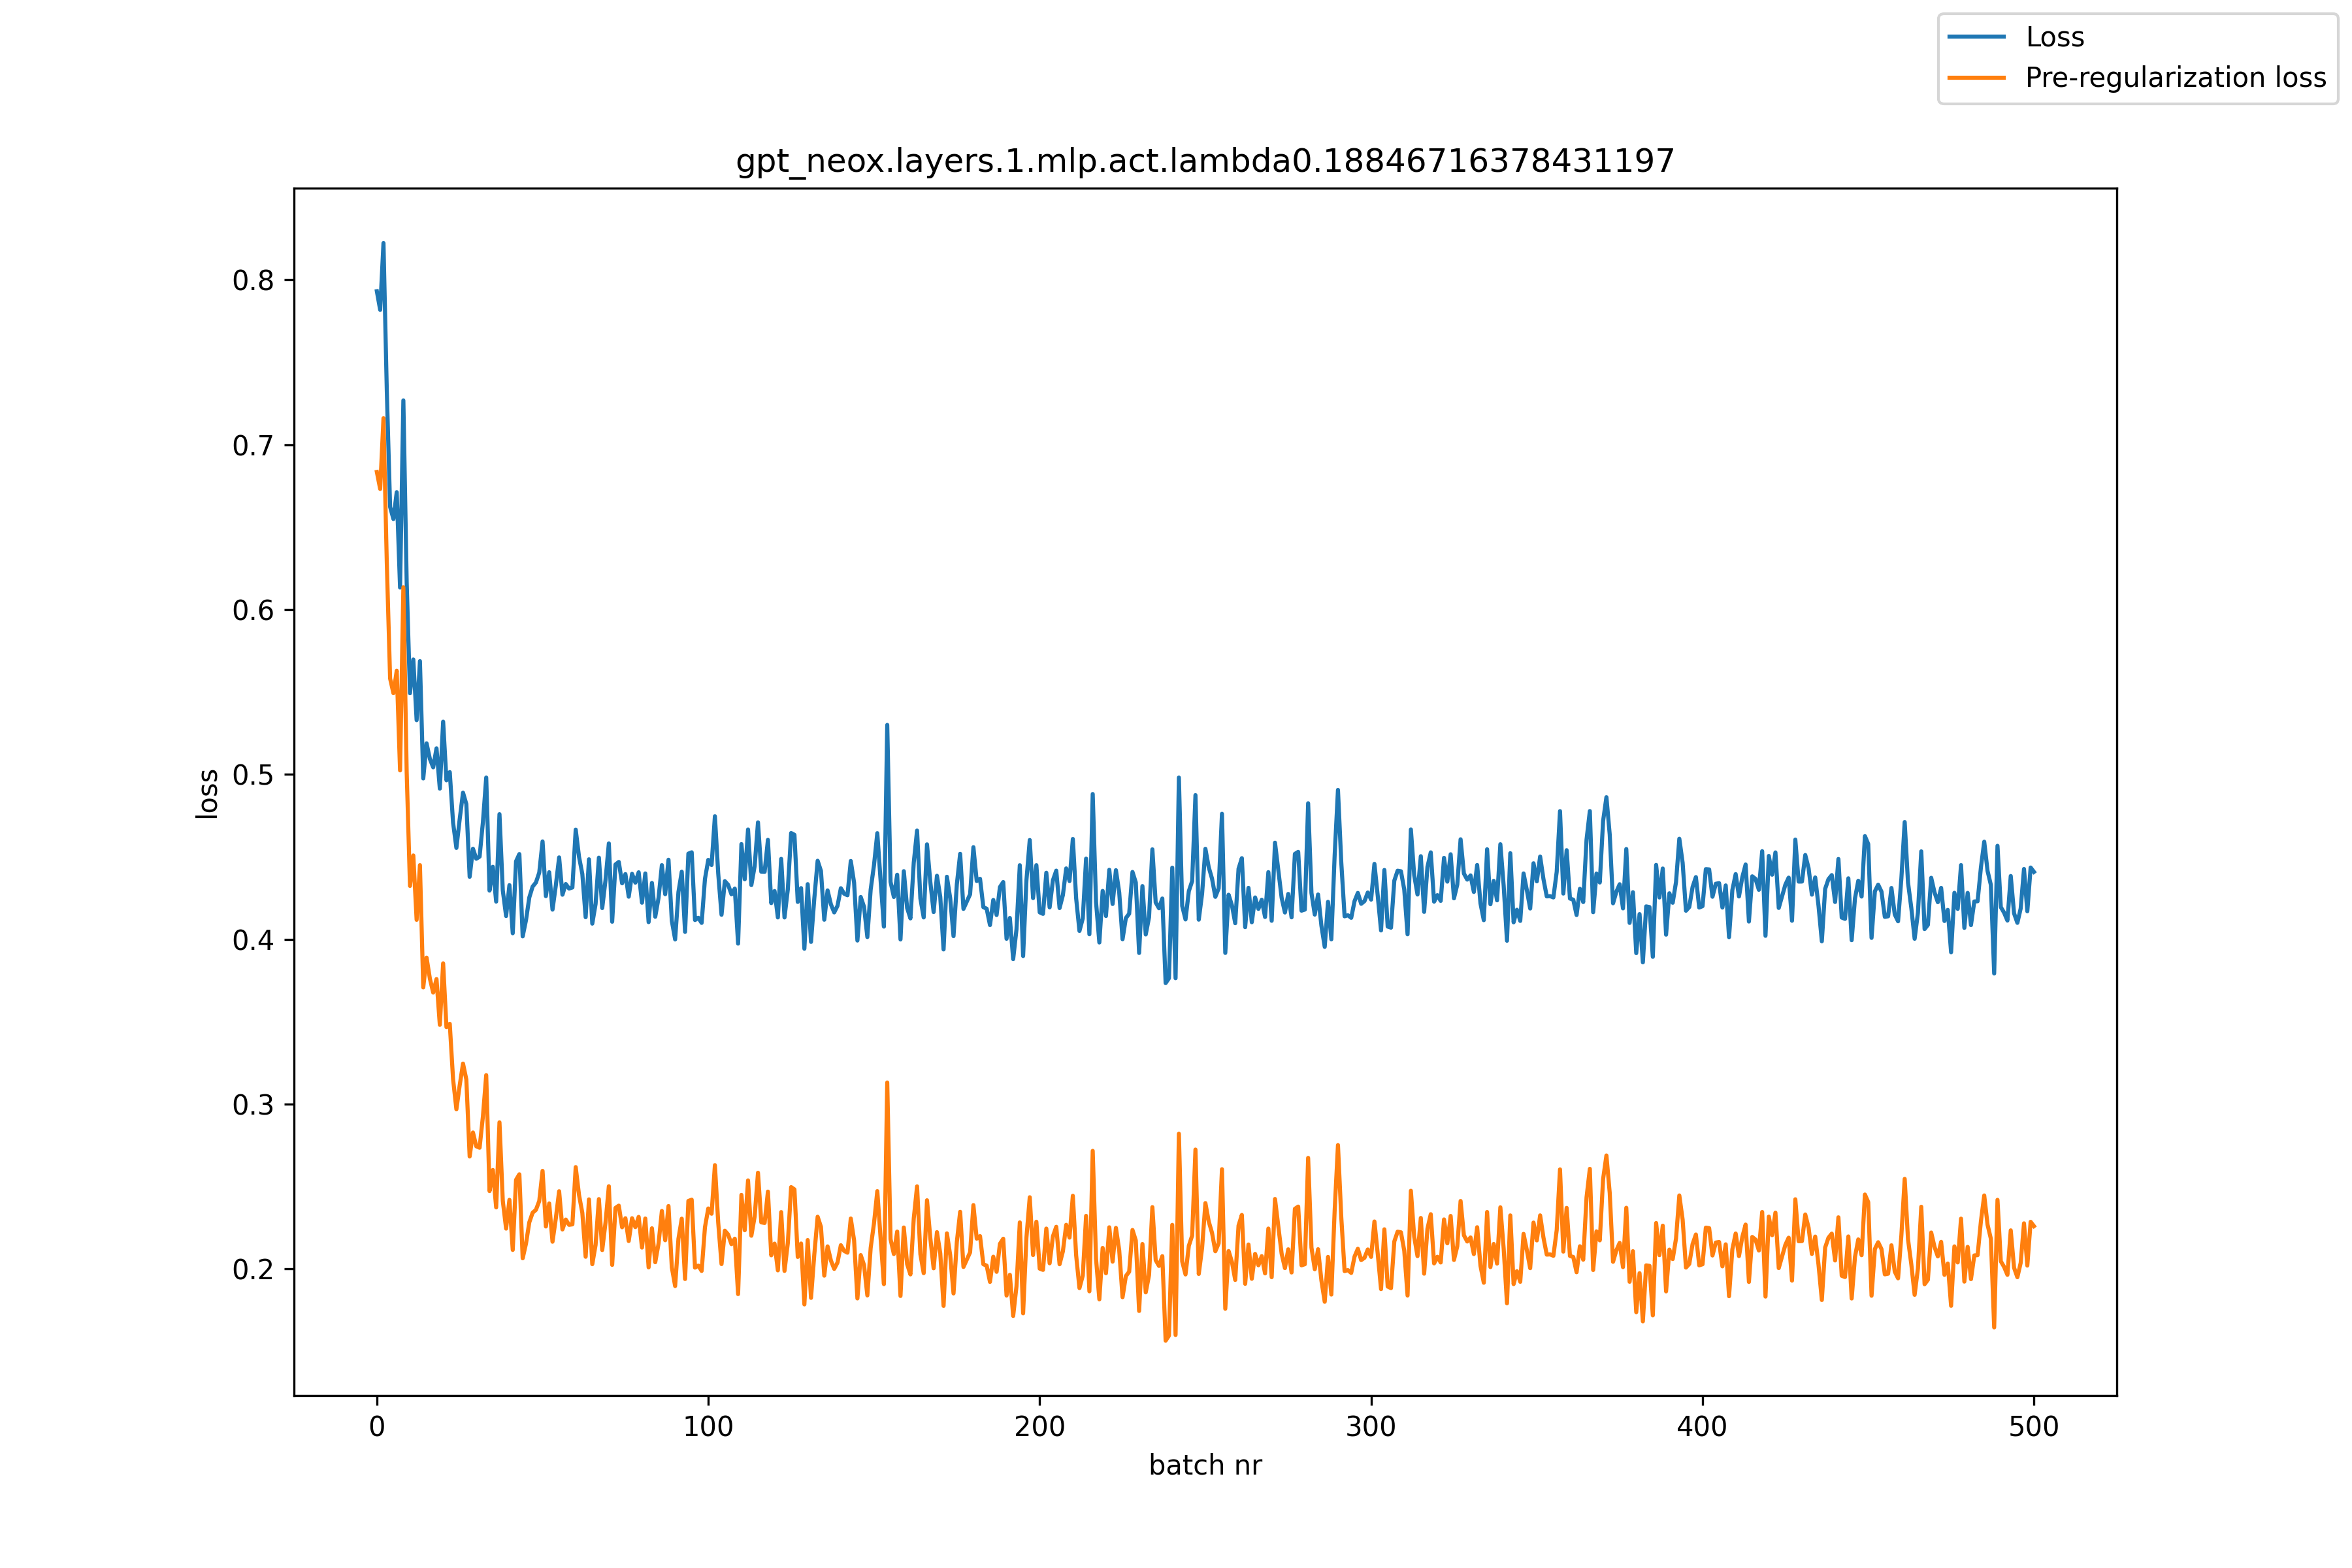 Loss
Pre-regularization loss
gpt_neox.layers.1.mlp.act.lambda0.18846716378431197
0.8
0.7
0.6
0.5
0.4
0.3
0.2
loss
0 100 200 300 400 500
batch nr